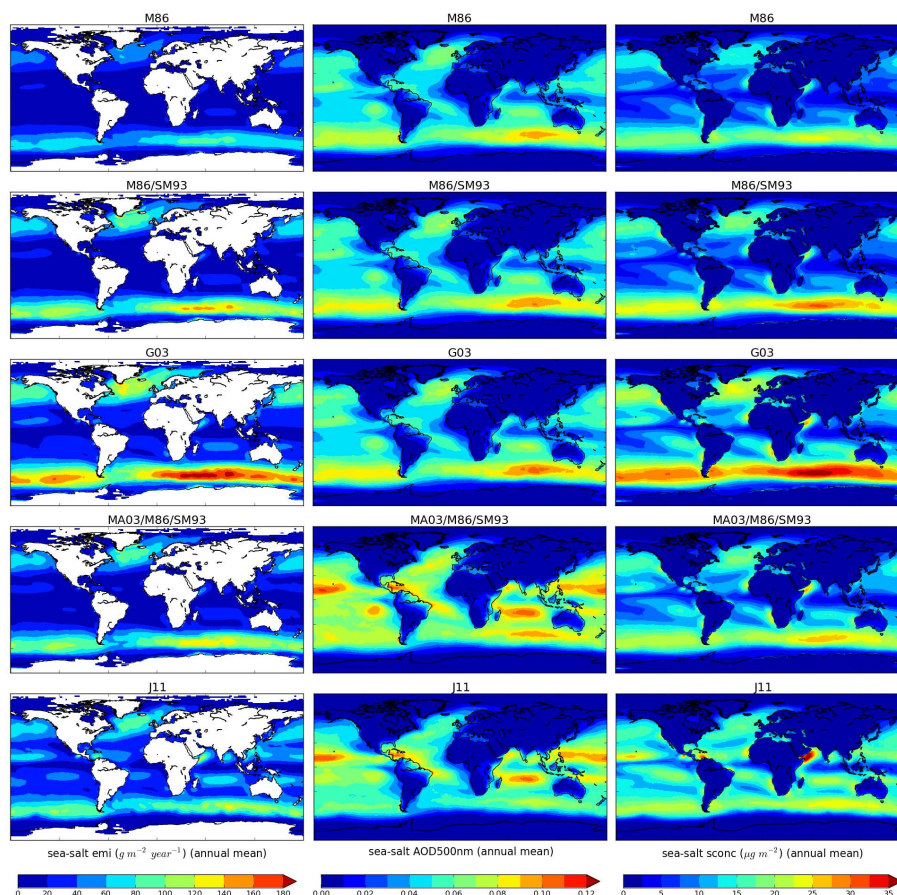 M86 M86 M86
M86/SM93 M86/SM93 M86/SM93
G03 G03 G03
MA03/M86/SM93 MA03/M86/SM93 MA03/M86/SM93
J11 J11 J11
sea-salt emi (g m⁻² year⁻¹) (annual mean) sea-salt AOD500nm (annual mean) sea-salt sconc (μg m⁻²) (annual mean)
0 20 40 60 80 100 120 140 160 180 0.00 0.02 0.04 0.06 0.08 0.10 0.12 0 5 10 15 20 25 30 35